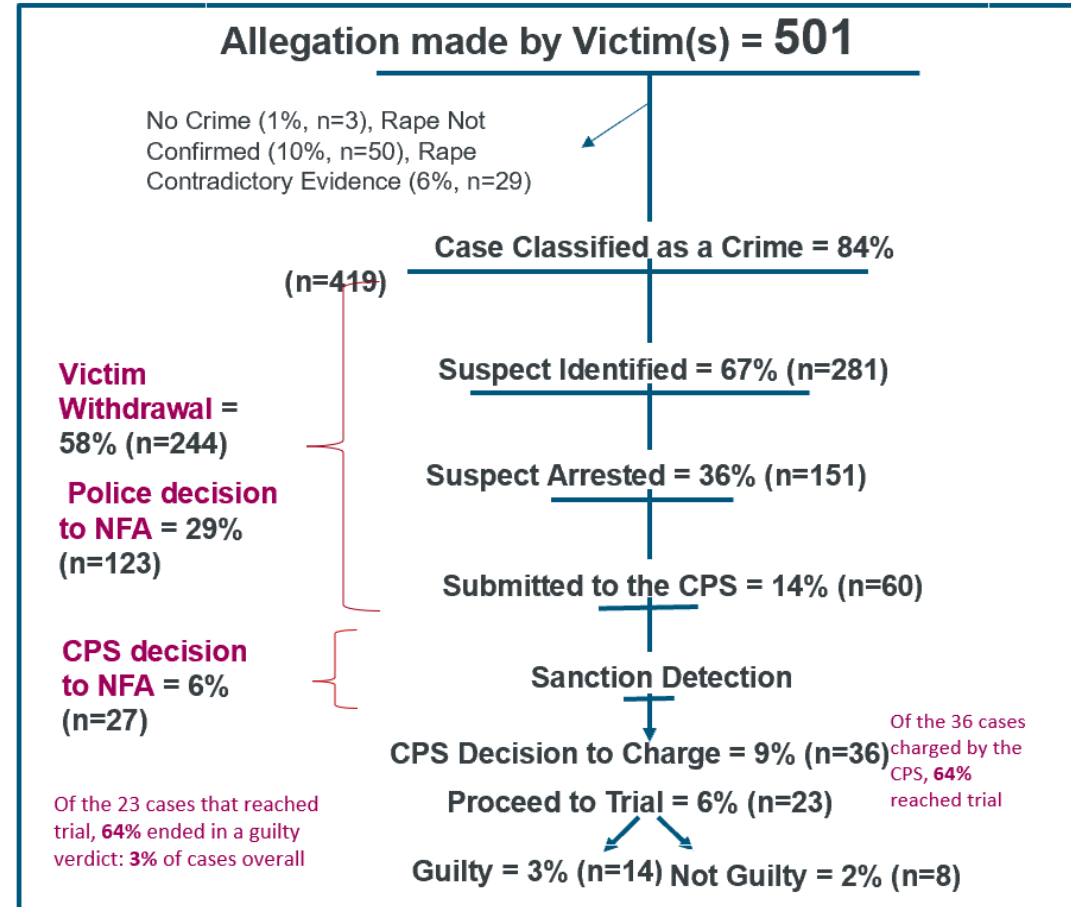 Allegation made by Victim(s) = 501
No Crime (1%, n=3), Rape Not
Confirmed (10%, n=50), Rape
Contradictory Evidence (6%, n=29)
Case Classified as a Crime = 84%
(n=419)
Suspect Identified = 67% (n=281)
Victim
Withdrawal =
58% (n=244)
Suspect Arrested = 36% (n=151)
Police decision
to NFA = 29%
(n=123)
Submitted to the CPS = 14% (n=60)
CPS decision
to NFA = 6%
(n=27)
Sanction Detection
CPS Decision to Charge = 9% (n=36)
Of the 36 cases
charged by the
CPS, 64%
reached trial
Proceed to Trial = 6% (n=23)
Of the 23 cases that reached
trial, 64% ended in a guilty
verdict: 3% of cases overall
Guilty = 3% (n=14)
Not Guilty = 2% (n=8)